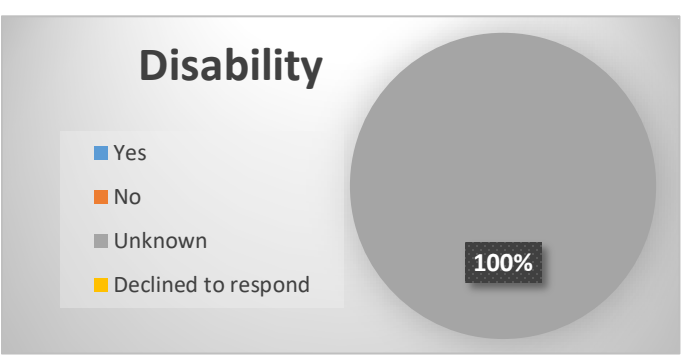 Disability
Yes
No
Unknown
Declined to respond
100%